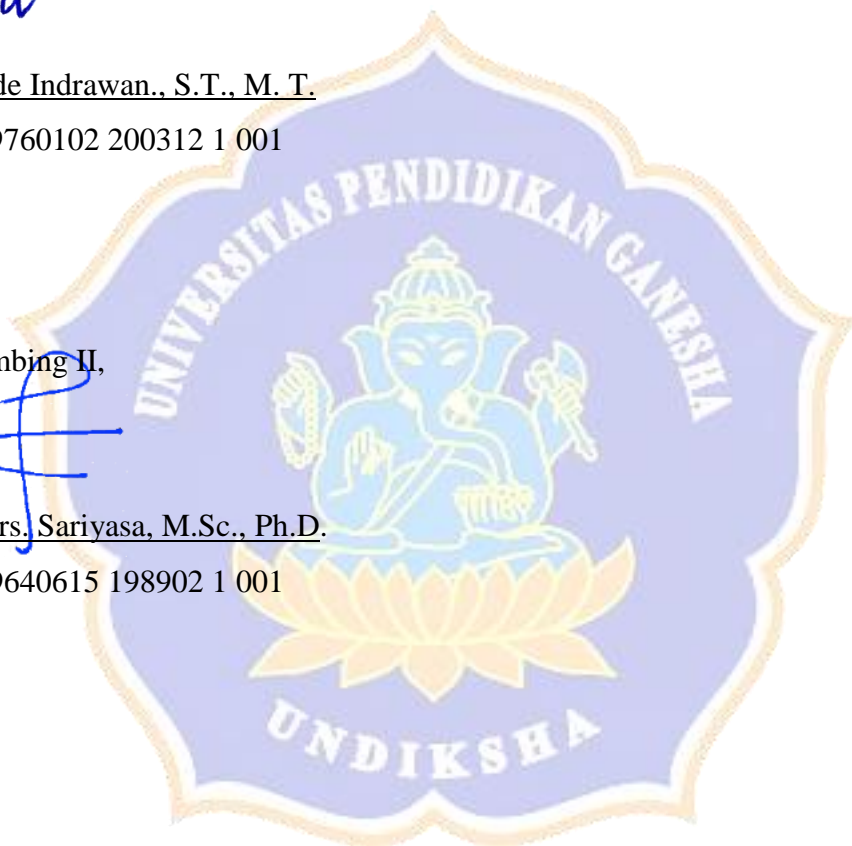 de Indrawan., S.T., M. T.
9760102 200312 1 001
UNIVERSITAS PENDIDIKAN GANESHA
mbing II,
rs. Sariyasa, M.Sc., Ph.D.
9640615 198902 1 001
UNDIKSHA